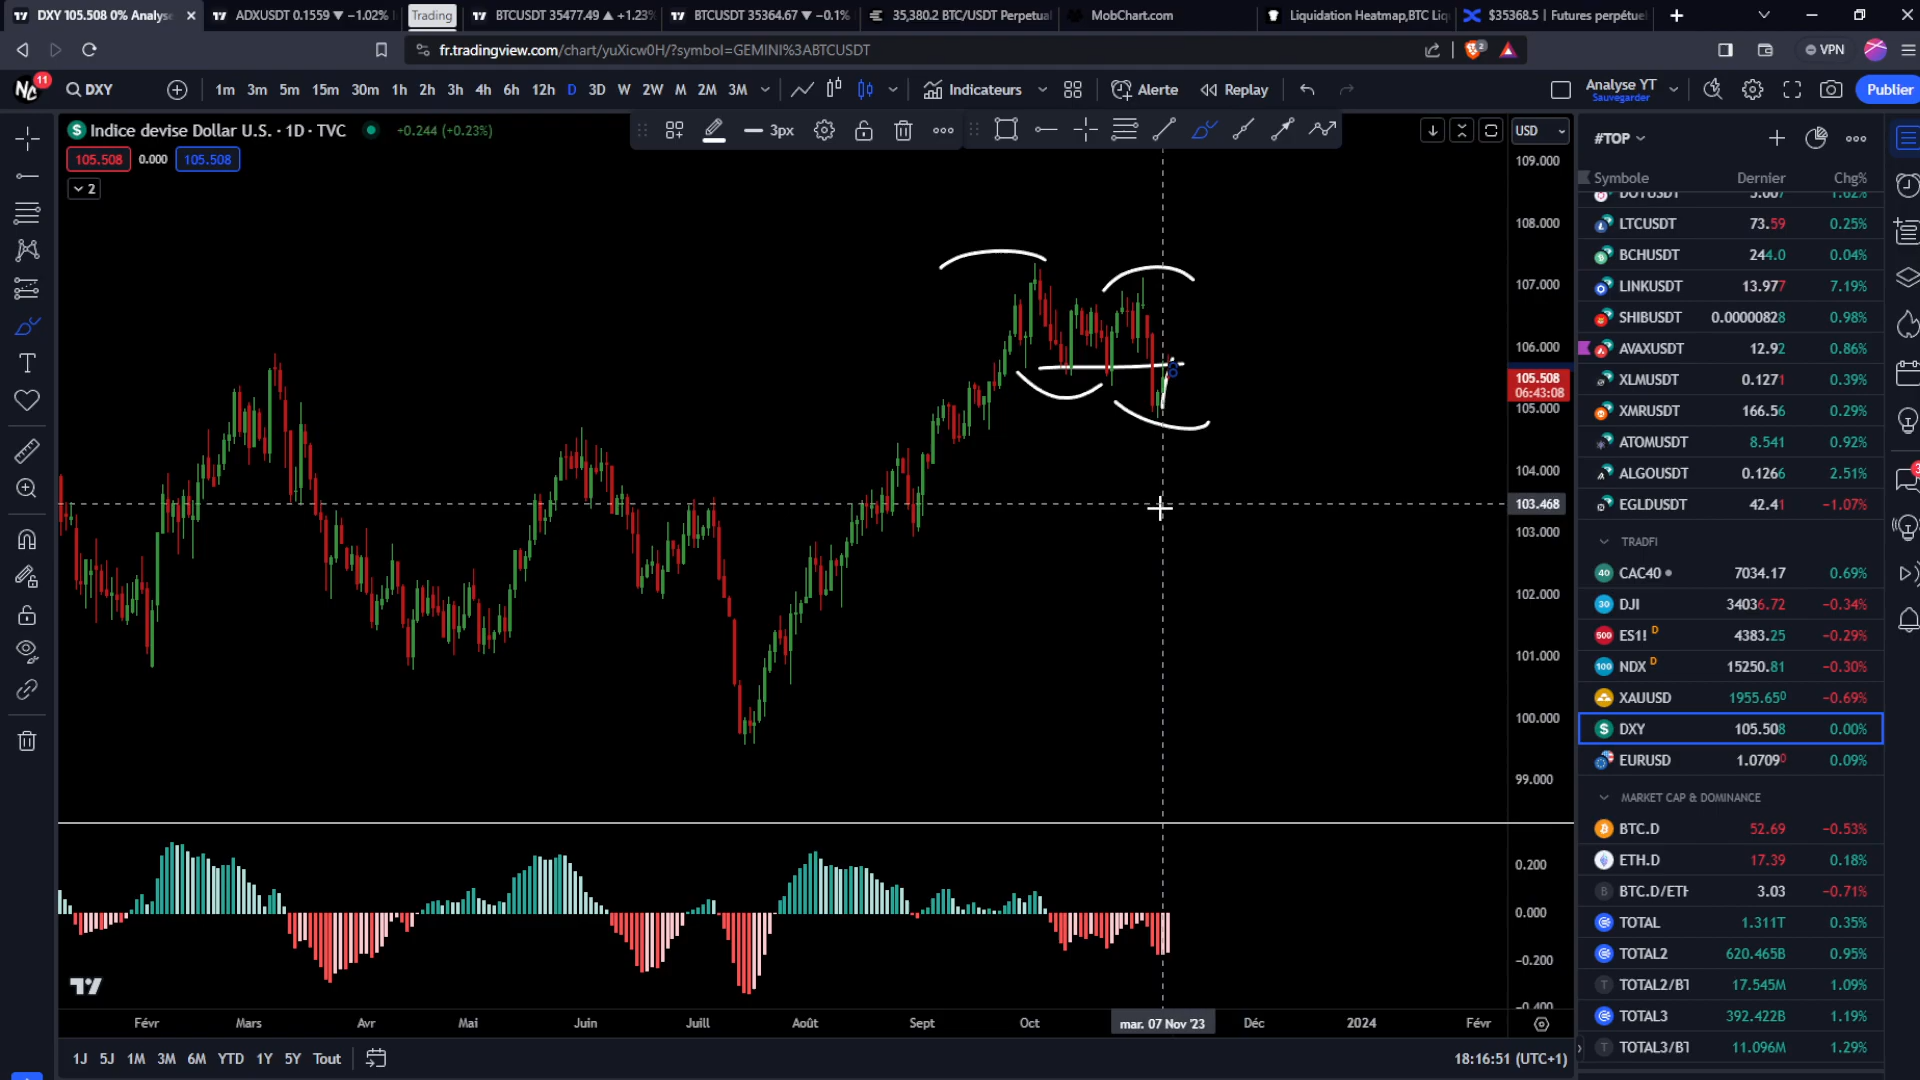 DXY 105.508 0% Analyse
ADXUSDT 0.1559 ▼ −1.02%
Trading
BTCUSDT 35477.49 ▲ +1.23%
BTCUSDT 35364.67 ▼ −0.1%
35,380.2 BTC/USDT Perpetual
MobChart.com
Liquidation Heatmap,BTC Liq
$35368.5 | Futures perpétue
fr.tradingview.com/chart/yuXicw0H/?symbol=GEMINI%3ABTCUSDT
2
VPN
11
DXY
1m 3m 5m 15m 30m 1h 2h 3h 4h 6h 12h D 3D W 2W M 2M 3M
Indicateurs
Alerte
Replay
Analyse YT
Sauvegarder
Publier
Indice devise Dollar U.S. · 1D · TVC
+0.244 (+0.23%)
3px
USD
105.508 0.000 105.508
2
109.000
108.000
107.000
106.000
105.508
06:43:08
105.000
104.000
103.468
103.000
102.000
101.000
100.000
99.000
0.200
0.000
−0.200
−0.400
Févr Mars Avr Mai Juin Juill Août Sept Oct mar. 07 Nov '23 Déc 2024 Févr
1J 5J 1M 3M 6M YTD 1Y 5Y Tout
18:16:51 (UTC+1)
#TOP
Symbole Dernier Chg%
DOTUSDT 5.007 1.62%
LTCUSDT 73.59 0.25%
BCHUSDT 244.0 0.04%
LINKUSDT 13.977 7.19%
SHIBUSDT 0.00000828 0.98%
AVAXUSDT 12.92 0.86%
XLMUSDT 0.1271 0.39%
XMRUSDT 166.56 0.29%
ATOMUSDT 8.541 0.92%
ALGOUSDT 0.1266 2.51%
EGLDUSDT 42.41 −1.07%
TRADFI
CAC40 7034.17 0.69%
DJI 34036.72 −0.34%
ES1! D 4383.25 −0.29%
NDX D 15250.81 −0.30%
XAUUSD 1955.650 −0.69%
DXY 105.508 0.00%
EURUSD 1.07090 0.09%
MARKET CAP & DOMINANCE
BTC.D 52.69 −0.53%
ETH.D 17.39 0.18%
BTC.D/ETH 3.03 −0.71%
TOTAL 1.311T 0.35%
TOTAL2 620.465B 0.95%
TOTAL2/BT 17.545M 1.09%
TOTAL3 392.422B 1.19%
TOTAL3/BT 11.096M 1.29%